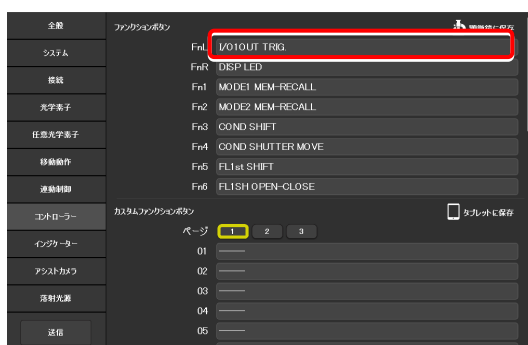 全般
システム
接続
光学素子
任意光学素子
移動動作
連動制御
コントローラー
インジケーター
アシストカメラ
落射光源
送信
ファンクションボタン
顕微鏡に保存
FnL I/O1OUT TRIG.
FnR DISP LED
Fn1 MODE1 MEM-RECALL
Fn2 MODE2 MEM-RECALL
Fn3 COND SHIFT
Fn4 COND SHUTTER MOVE
Fn5 FL1st SHIFT
Fn6 FL1SH OPEN-CLOSE
カスタムファンクションボタン
タブレットに保存
ページ 1 2 3
01 ――
02 ――
03 ――
04 ――
05 ――